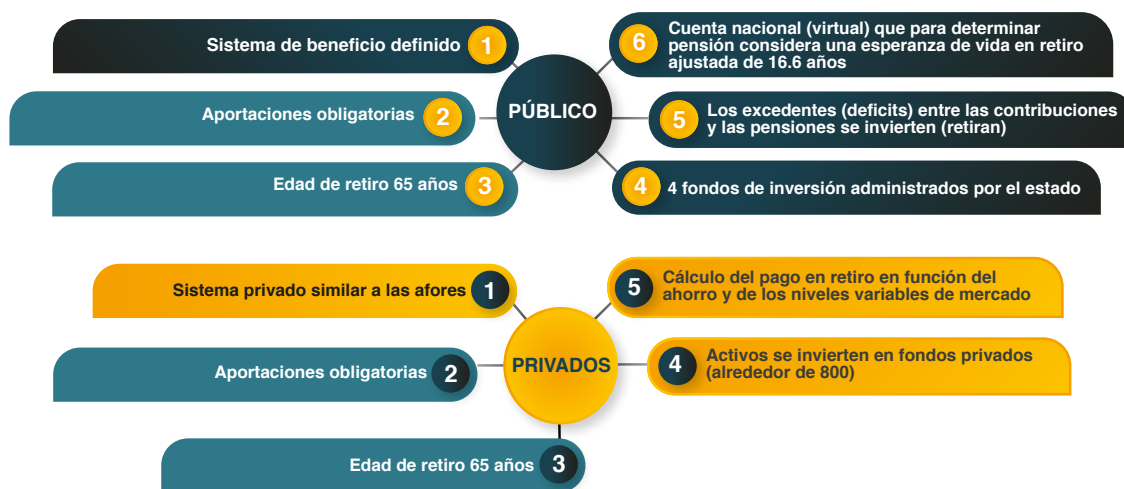 PÚBLICO
Sistema de beneficio definido 1
Aportaciones obligatorias 2
Edad de retiro 65 años 3
6 Cuenta nacional (virtual) que para determinar
pensión considera una esperanza de vida en retiro
ajustada de 16.6 años
5 Los excedentes (deficits) entre las contribuciones
y las pensiones se invierten (retiran)
4 4 fondos de inversión administrados por el estado
PRIVADOS
Sistema privado similar a las afores 1
Aportaciones obligatorias 2
Edad de retiro 65 años 3
5 Cálculo del pago en retiro en función del
ahorro y de los niveles variables de mercado
4 Activos se invierten en fondos privados
(alrededor de 800)